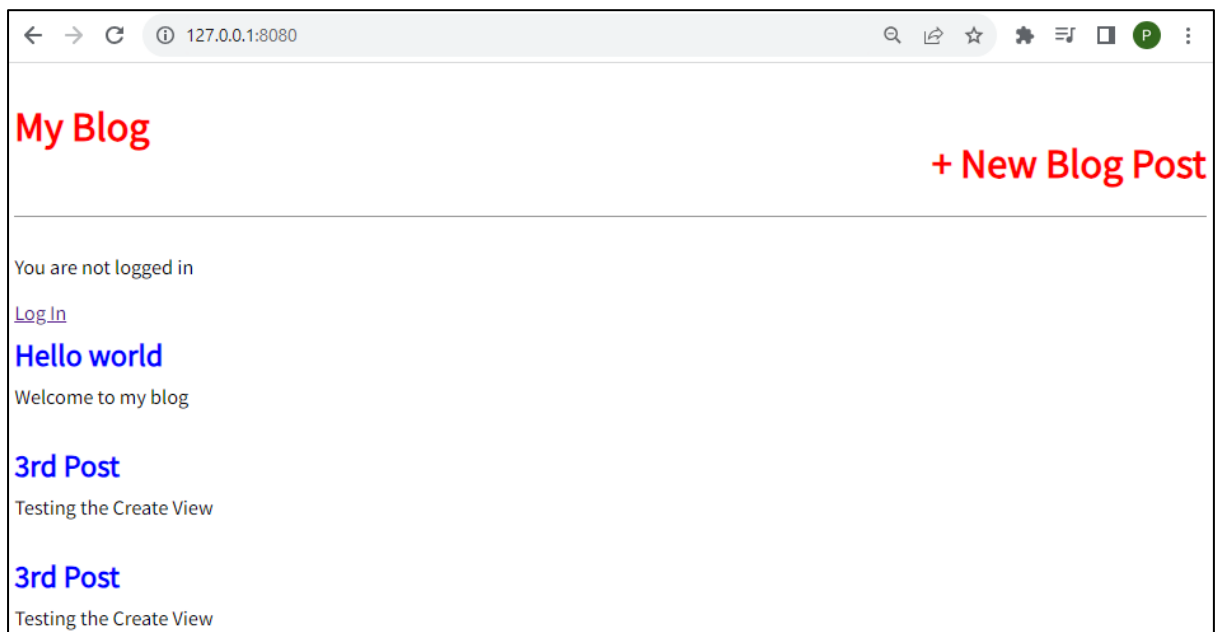 127.0.0.1:8080
P
My Blog
+ New Blog Post
You are not logged in
Log In
Hello world
Welcome to my blog
3rd Post
Testing the Create View
3rd Post
Testing the Create View